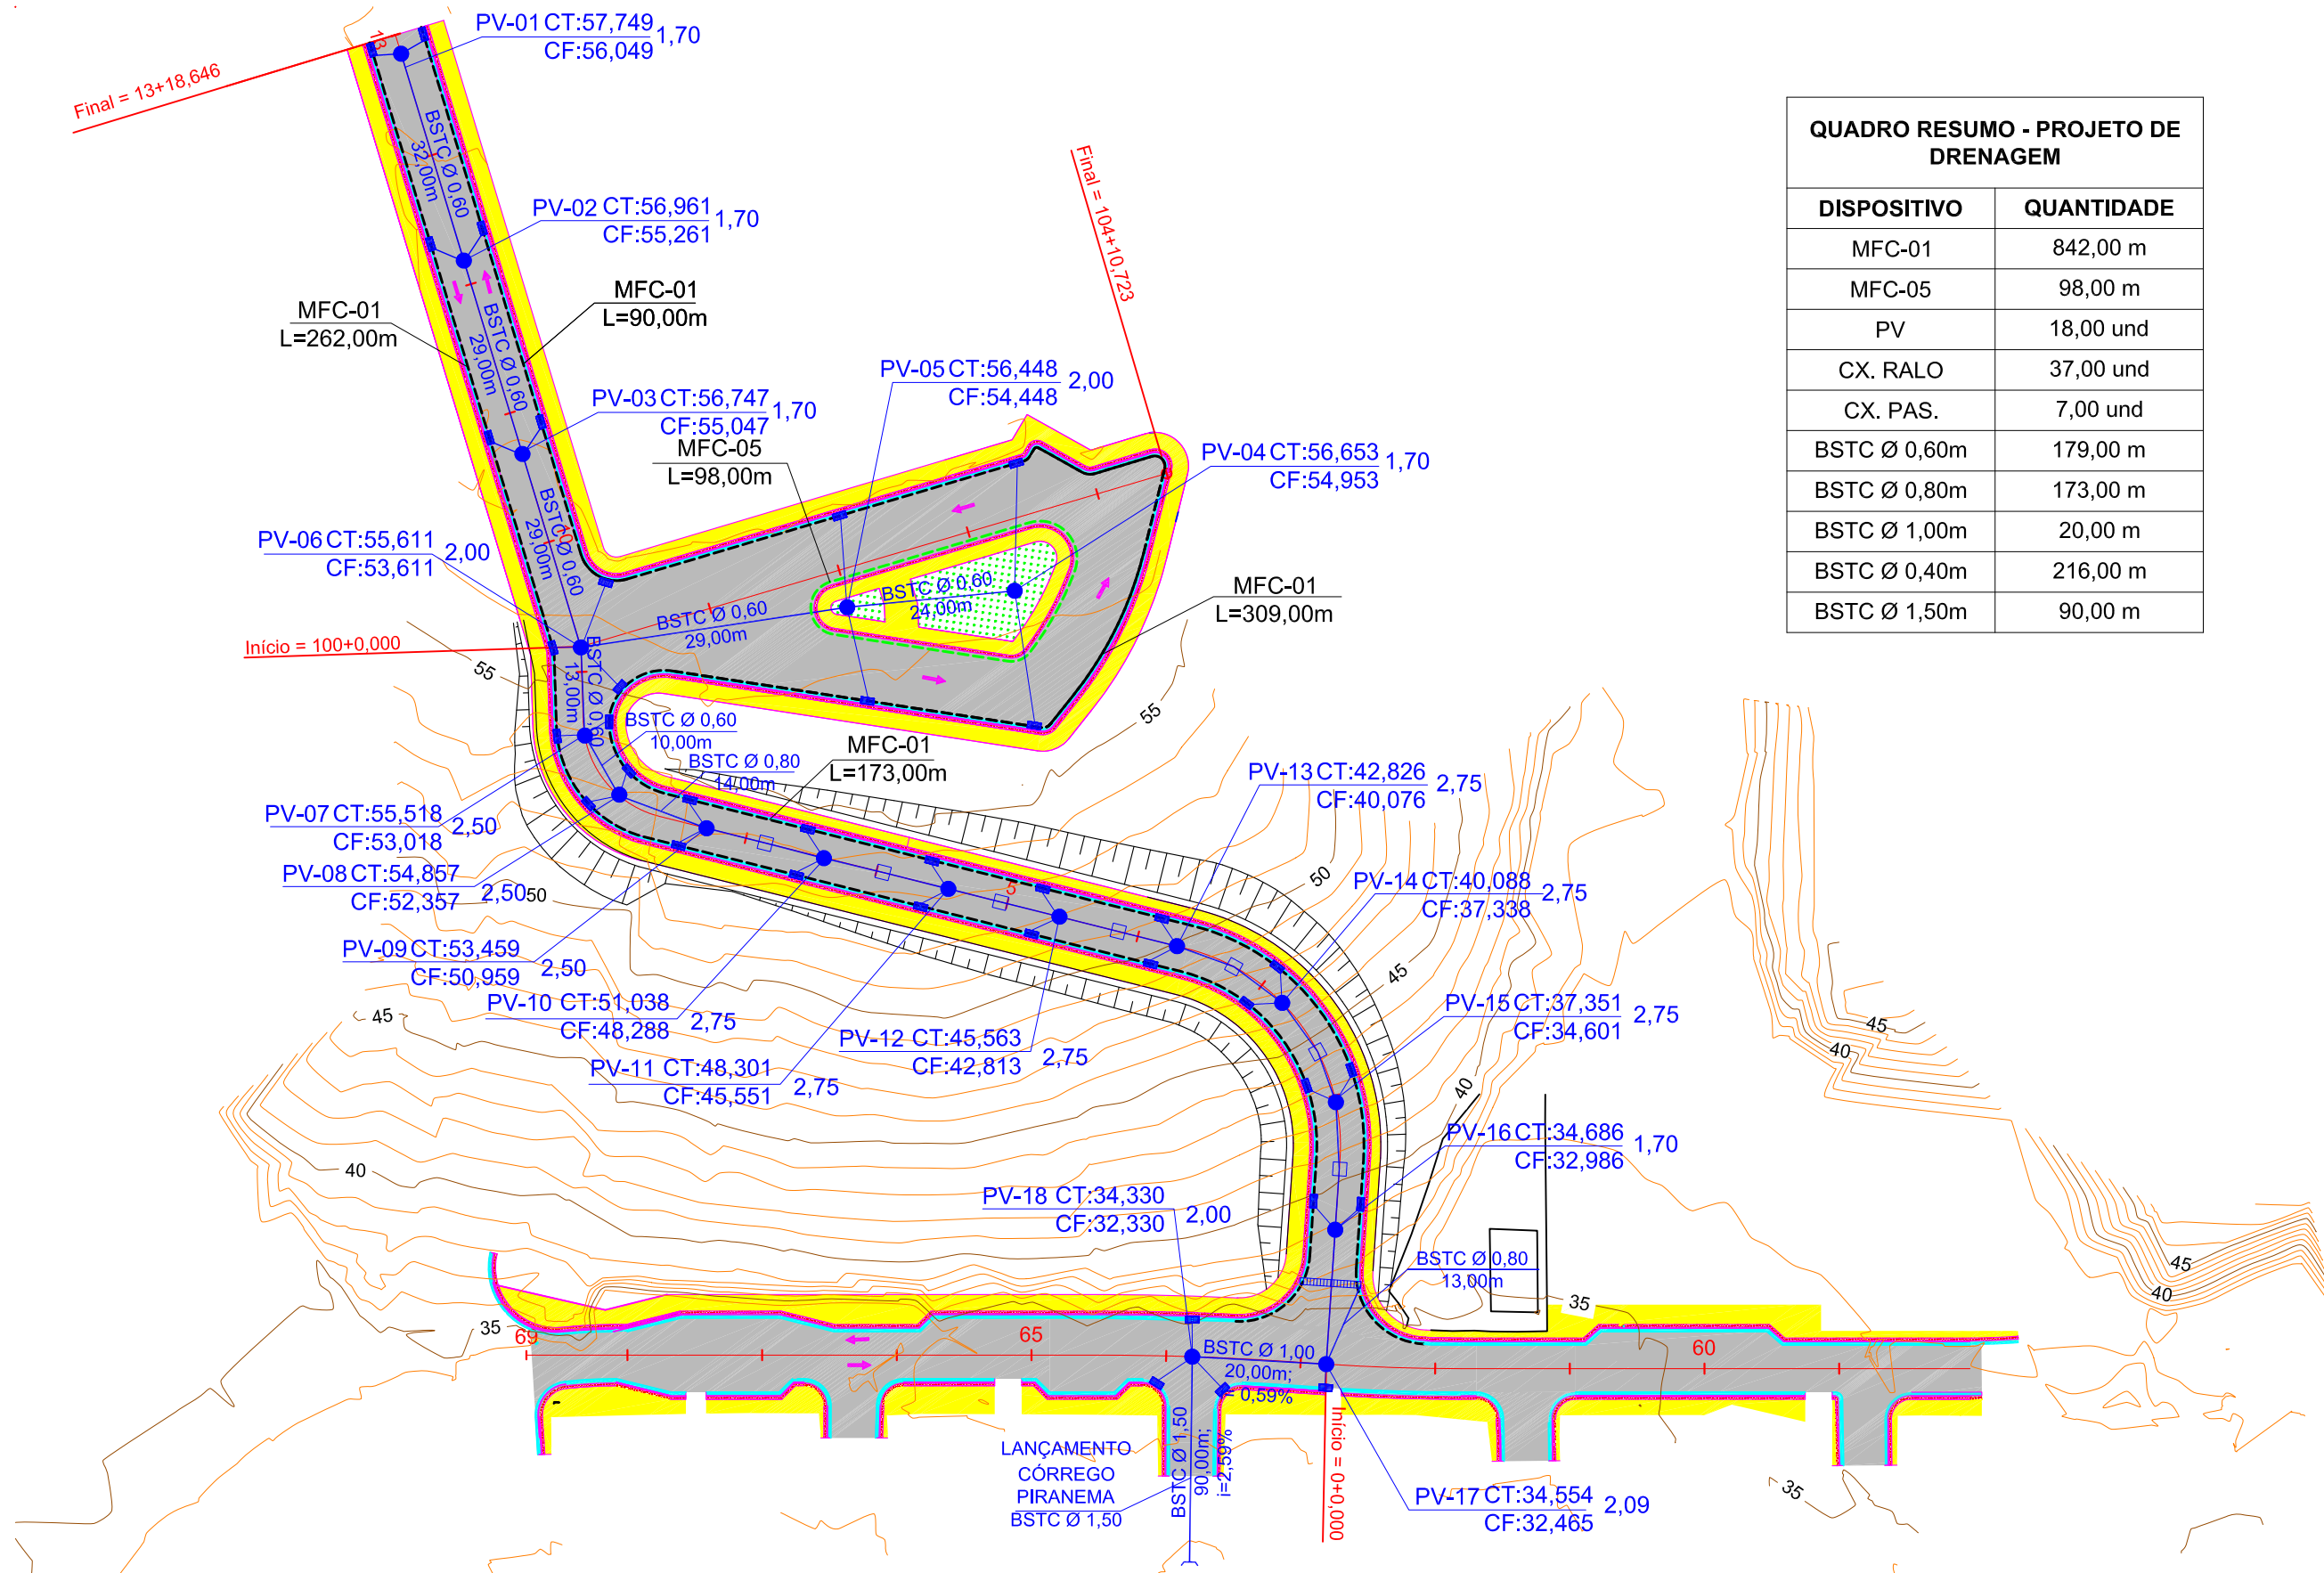 13
Final = 13+18,646
PV-01 CT:57,749 1,70
CF:56,049
BSTC Ø 0,60
32,00m
PV-02 CT:56,961 1,70
CF:55,261
MFC-01
L=262,00m
MFC-01
L=90,00m
BSTC Ø 0,60
29,00m
Final = 104+10,723
PV-03 CT:56,747 1,70
CF:55,047
MFC-05
L=98,00m
PV-05 CT:56,448 2,00
CF:54,448
PV-04 CT:56,653 1,70
CF:54,953
BSTC Ø 0,60
29,00m
10
PV-06 CT:55,611 2,00
CF:53,611
BSTC Ø 0,60
29,00m
BSTC Ø 0,60
24,00m
MFC-01
L=309,00m
Início = 100+0,000
55
BSTC Ø 0,60
13,00m
BSTC Ø 0,60
10,00m
BSTC Ø 0,80
14,00m
MFC-01
L=173,00m
55
PV-07 CT:55,518 2,50
CF:53,018
PV-08 CT:54,857 2,50
CF:52,357
50
PV-09 CT:53,459 2,50
CF:50,959
PV-10 CT:51,038 2,75
CF:48,288
PV-11 CT:48,301 2,75
CF:45,551
PV-12 CT:45,563 2,75
CF:42,813
5
PV-13 CT:42,826 2,75
CF:40,076
50
PV-14 CT:40,088 2,75
CF:37,338
45
PV-15 CT:37,351 2,75
CF:34,601
40
PV-16 CT:34,686 1,70
CF:32,986
45
40
35
PV-18 CT:34,330 2,00
CF:32,330
BSTC Ø 0,80
13,00m
35
45
40
45
40
69
65
60
BSTC Ø 1,00
20,00m;
i= 0,59%
BSTC Ø 1,50
90,00m;
i=2,59%
LANÇAMENTO
CÓRREGO
PIRANEMA
BSTC Ø 1,50
Início = 0+0,000
PV-17 CT:34,554 2,09
CF:32,465
35
QUADRO RESUMO - PROJETO DE
DRENAGEM
DISPOSITIVO QUANTIDADE
MFC-01 842,00 m
MFC-05 98,00 m
PV 18,00 und
CX. RALO 37,00 und
CX. PAS. 7,00 und
BSTC Ø 0,60m 179,00 m
BSTC Ø 0,80m 173,00 m
BSTC Ø 1,00m 20,00 m
BSTC Ø 0,40m 216,00 m
BSTC Ø 1,50m 90,00 m